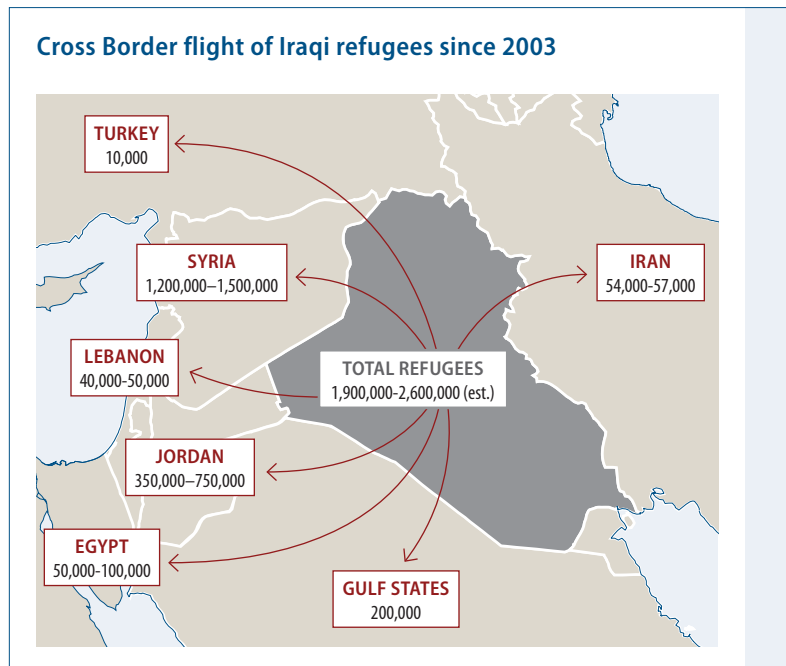 Cross Border flight of Iraqi refugees since 2003
TURKEY
10,000
SYRIA
1,200,000–1,500,000
IRAN
54,000-57,000
LEBANON
40,000-50,000
TOTAL REFUGEES
1,900,000-2,600,000 (est.)
JORDAN
350,000–750,000
EGYPT
50,000-100,000
GULF STATES
200,000